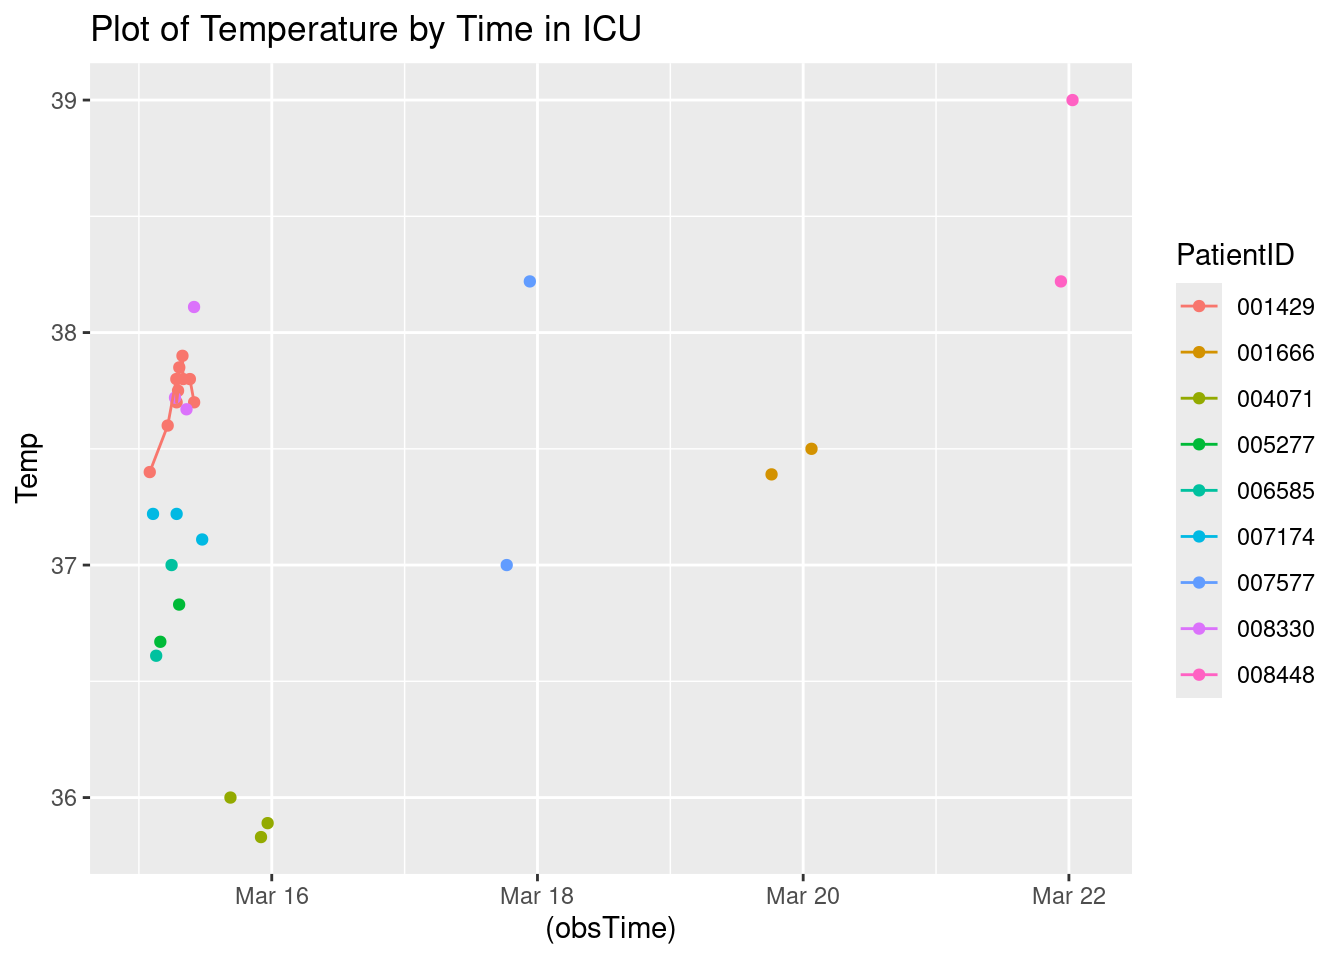 Plot of Temperature by Time in ICU
39
38
37
36
Temp
Mar 16
Mar 18
Mar 20
Mar 22
(obsTime)
PatientID
001429
001666
004071
005277
006585
007174
007577
008330
008448